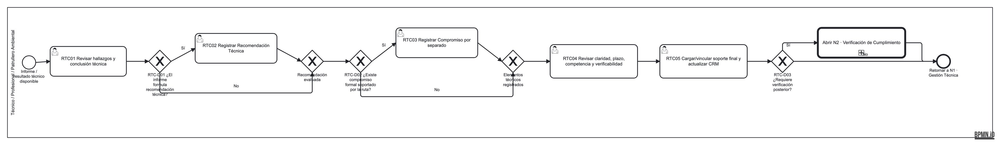 Técnico / Profesional / Patrullero Ambiental
Informe /
resultado técnico
disponible
RTC01 Revisar hallazgos y
conclusión técnica
RTC-D01 ¿El
informe
formula
recomendación
técnica?
Sí
No
RTC02 Registrar Recomendación
Técnica
Recomendación
evaluada
RTC-D02 ¿Existe
compromiso
formal soportado
por la ruta?
Sí
No
RTC03 Registrar Compromiso por
separado
Elementos
técnicos
registrados
RTC04 Revisar claridad, plazo,
competencia y verificabilidad
RTC05 Cargar/vincular soporte final y
actualizar CRM
RTC-D03
¿Requiere
verificación
posterior?
Sí
Abrir N2 · Verificación de Cumplimiento
No
Retornar a N1 ·
Gestión Técnica
BPMN.iO